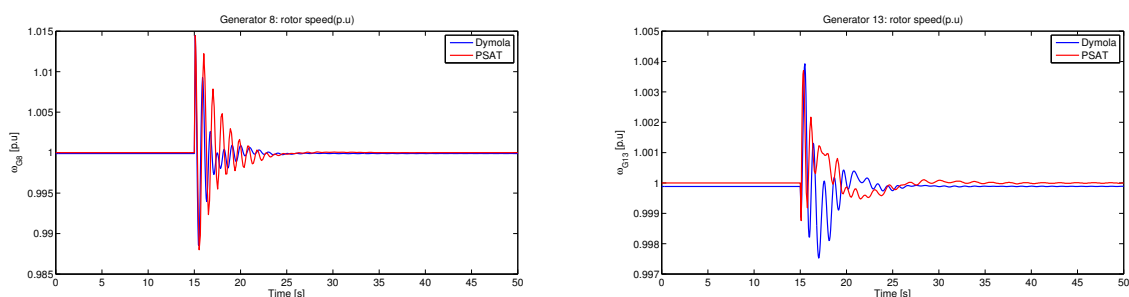 Generator 8: rotor speed(p.u)
1.015
1.01
1.005
1
0.995
0.99
0.985
ω_G8 [p.u]
Dymola
PSAT
0 5 10 15 20 25 30 35 40 45 50
Time [s]
Generator 13: rotor speed(p.u)
1.005
1.004
1.003
1.002
1.001
1
0.999
0.998
0.997
ω_G13 [p.u]
Dymola
PSAT
0 5 10 15 20 25 30 35 40 45 50
Time [s]